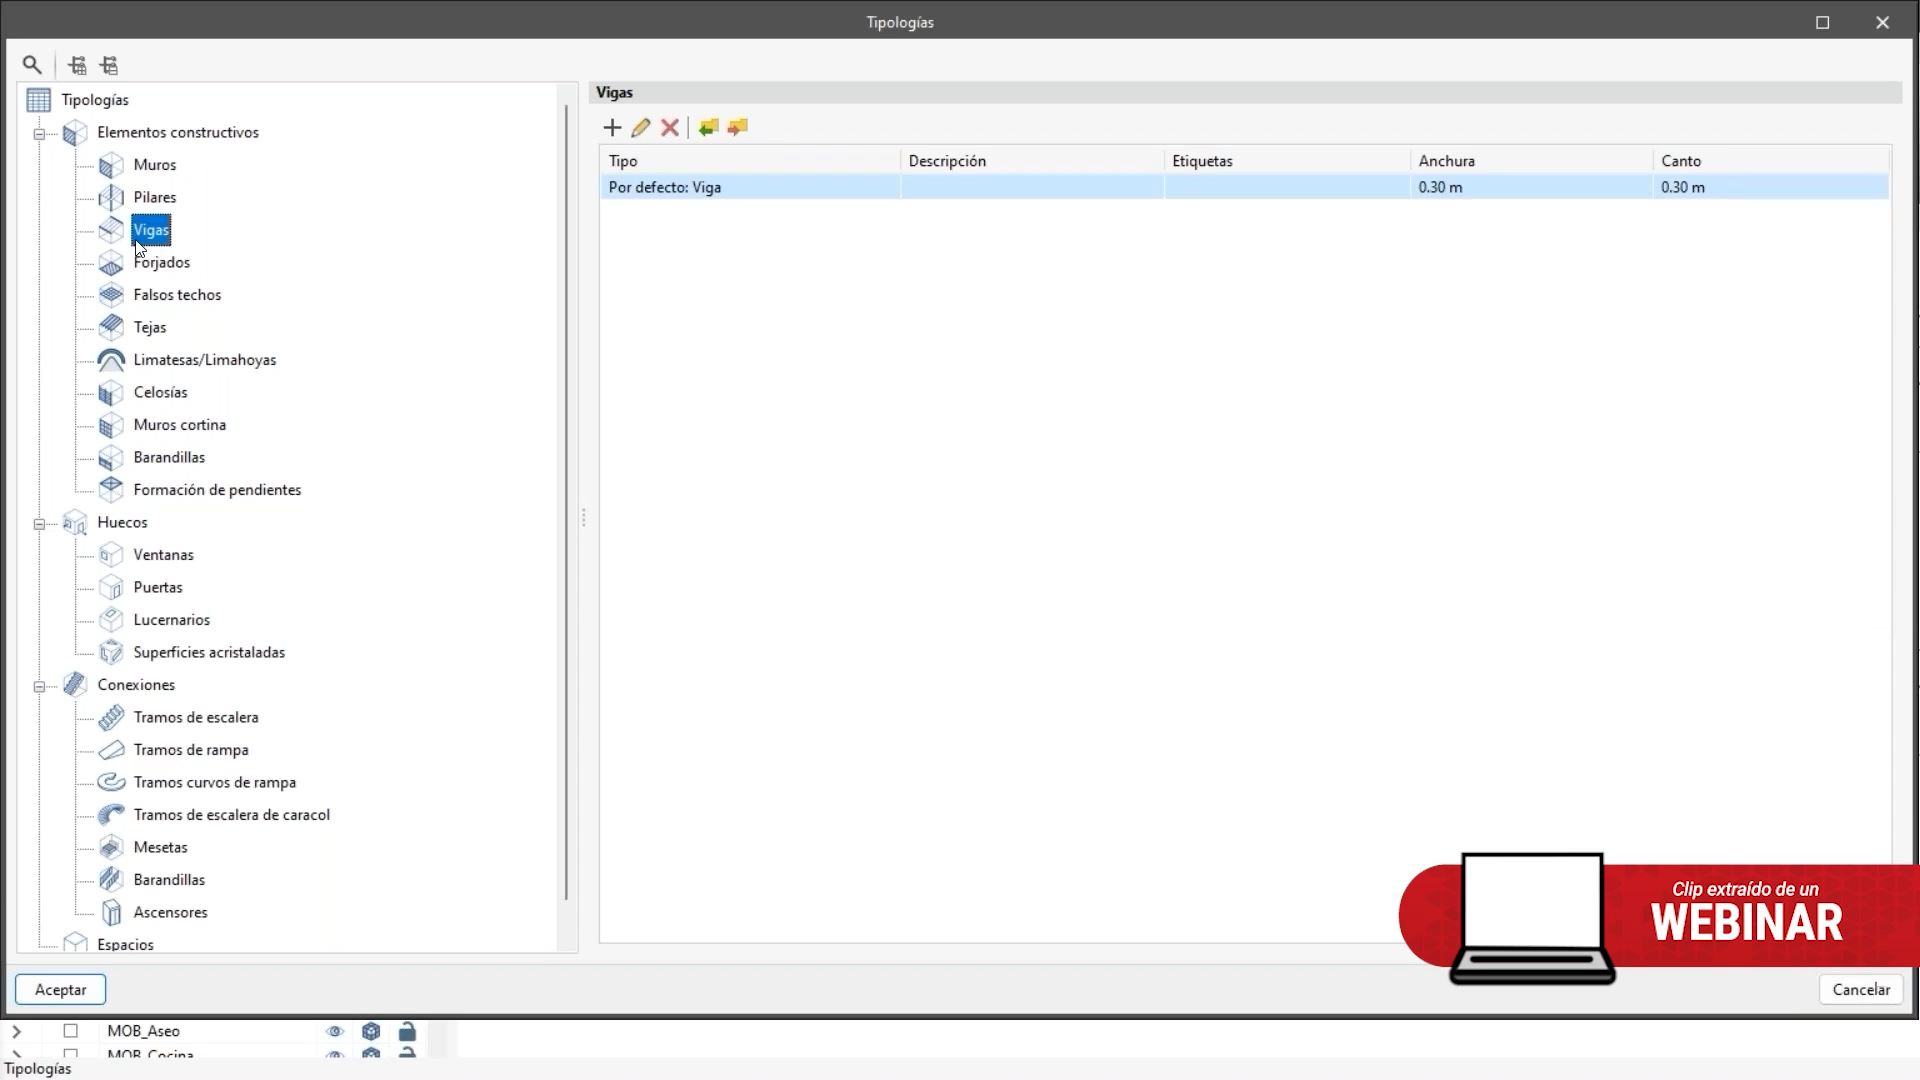 Tipologías
Tipologías
Elementos constructivos
Muros
Pilares
Vigas
Forjados
Falsos techos
Tejas
Limatesas/Limahoyas
Celosías
Muros cortina
Barandillas
Formación de pendientes
Huecos
Ventanas
Puertas
Lucernarios
Superficies acristaladas
Conexiones
Tramos de escalera
Tramos de rampa
Tramos curvos de rampa
Tramos de escalera de caracol
Mesetas
Barandillas
Ascensores
Espacios
Vigas
Tipo Descripción Etiquetas Anchura Canto
Por defecto: Viga 0.30 m 0.30 m
Clip extraído de un
WEBINAR
Aceptar
Cancelar
MOB_Aseo
MOB_Cocina
Tipologías